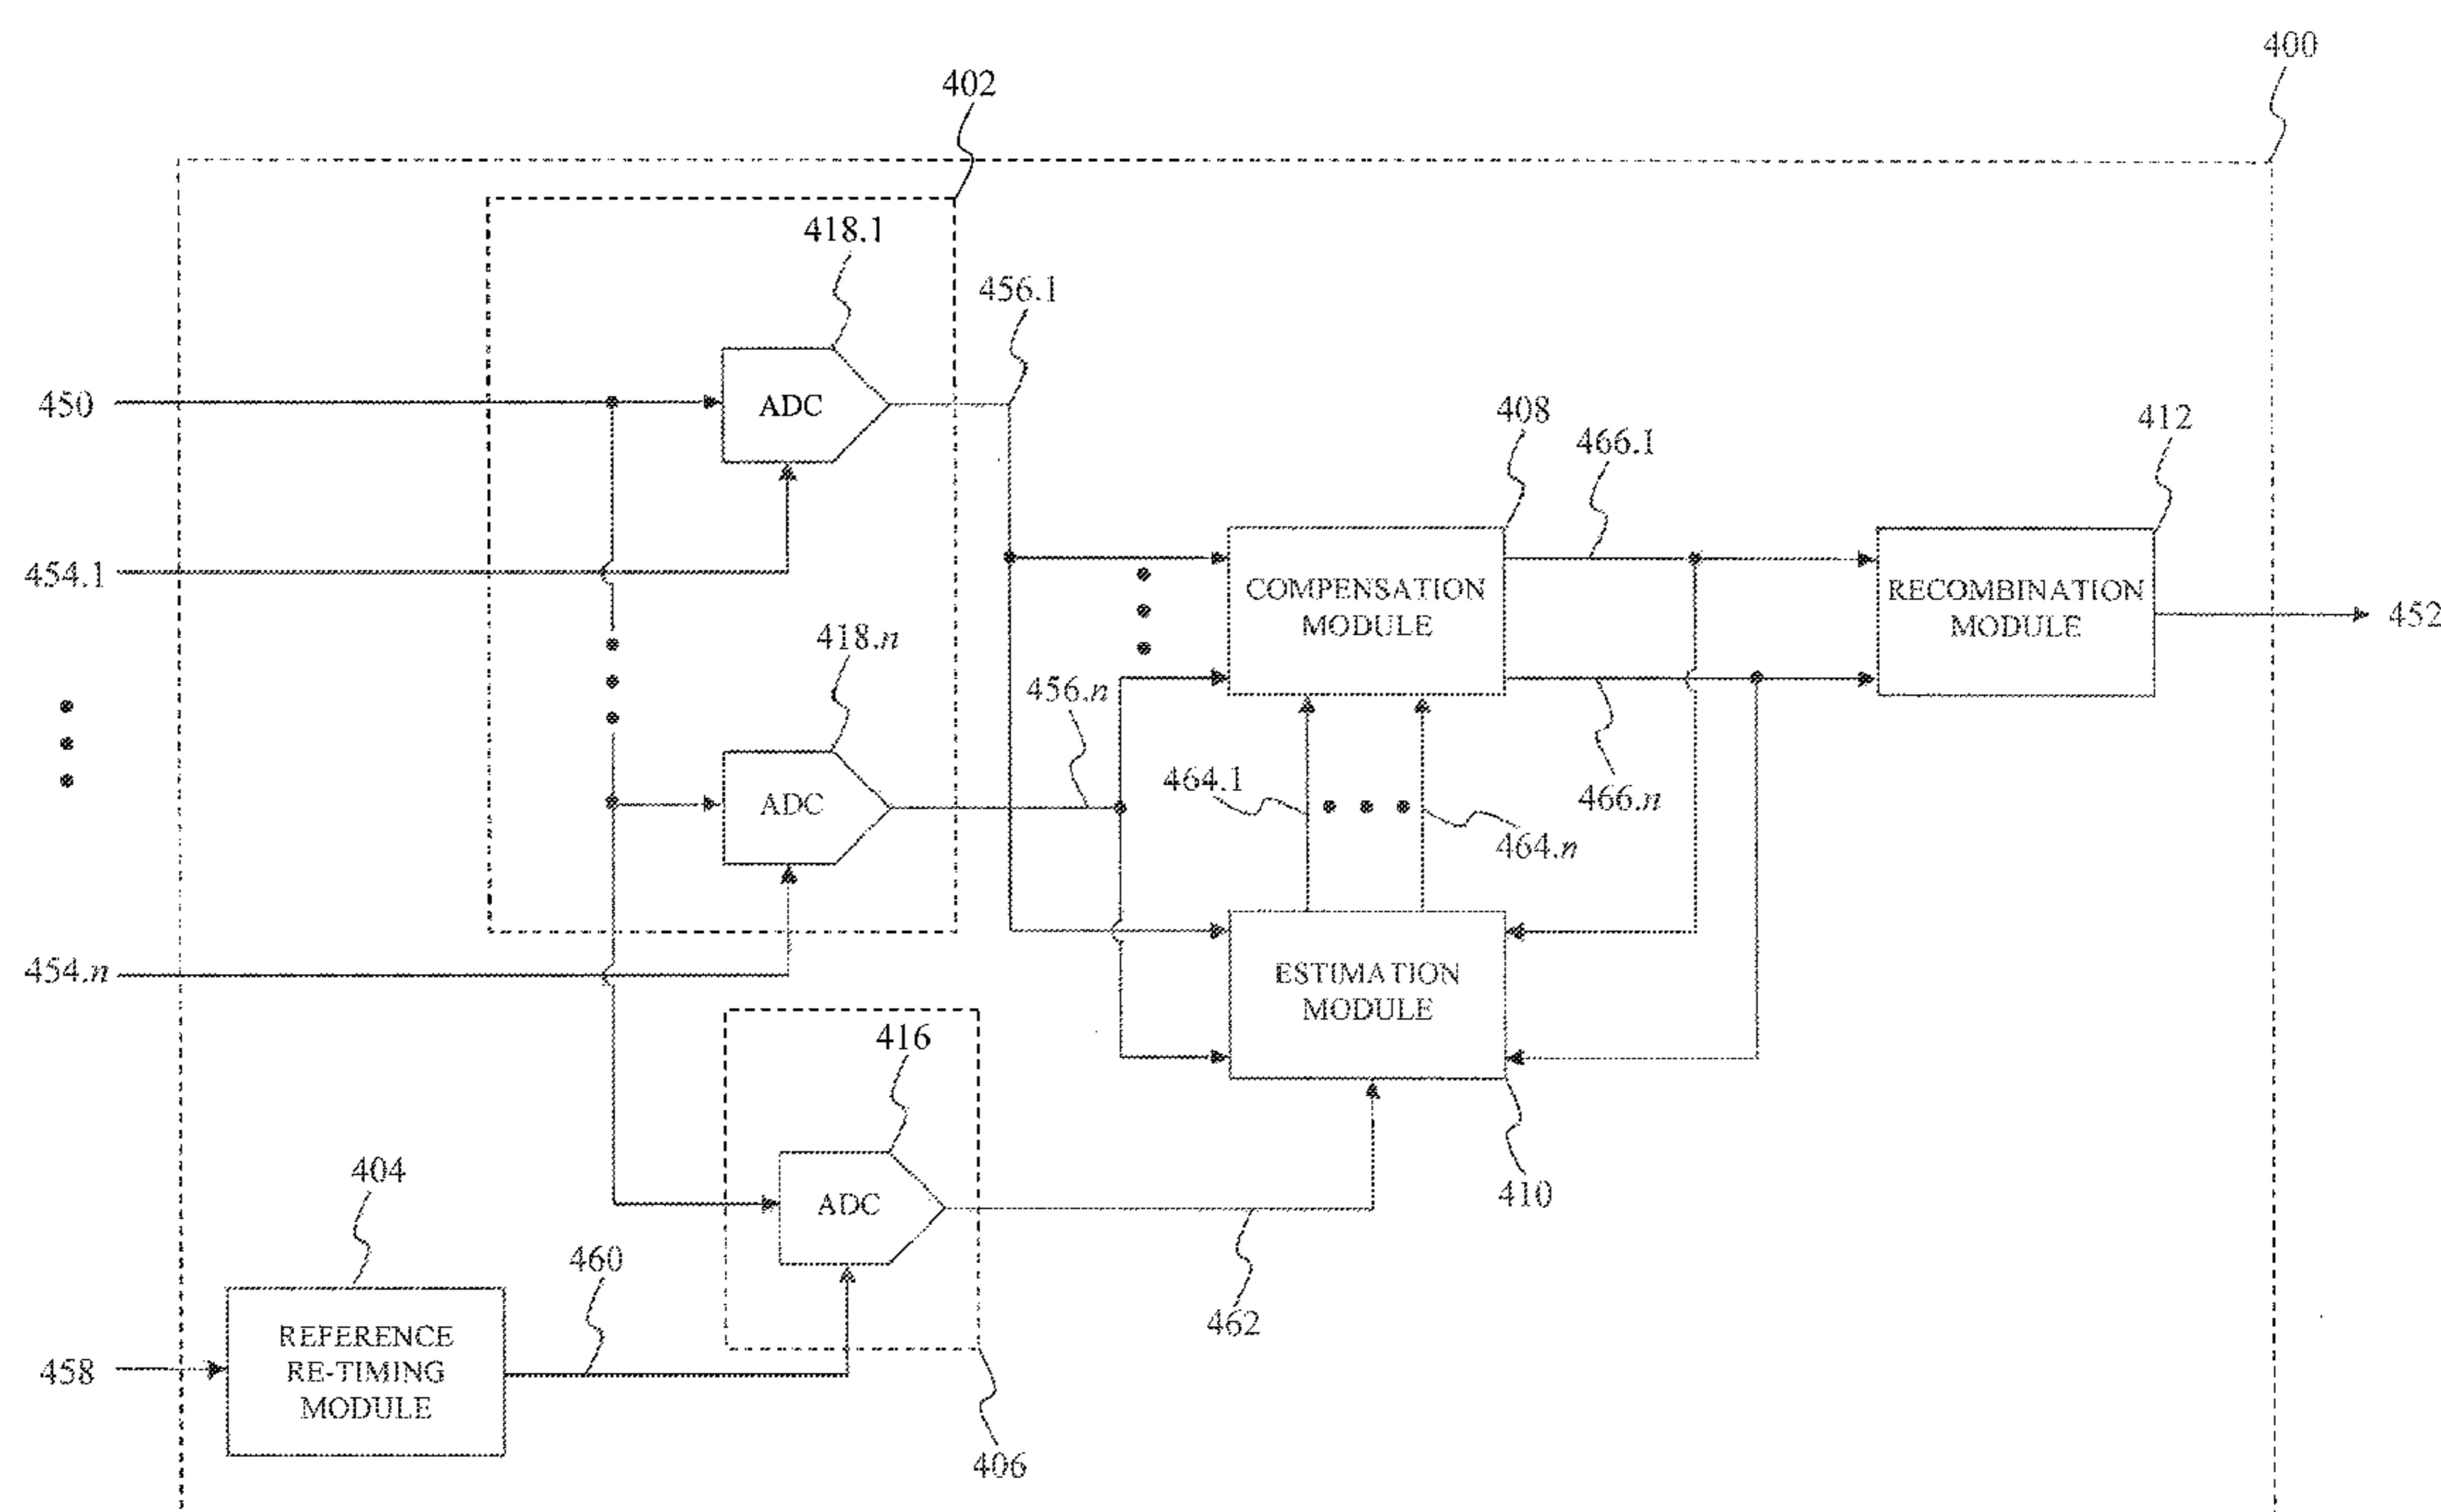 400
402
418.1
456.1
450
ADC
408
466.1
412
454.1
COMPENSATION
MODULE
RECOMBINATION
MODULE
452
418.n
456.n
464.1
466.n
ADC
464.n
454.n
ESTIMATION
MODULE
416
404
ADC
410
460
462
458
REFERENCE
RE-TIMING
MODULE
406